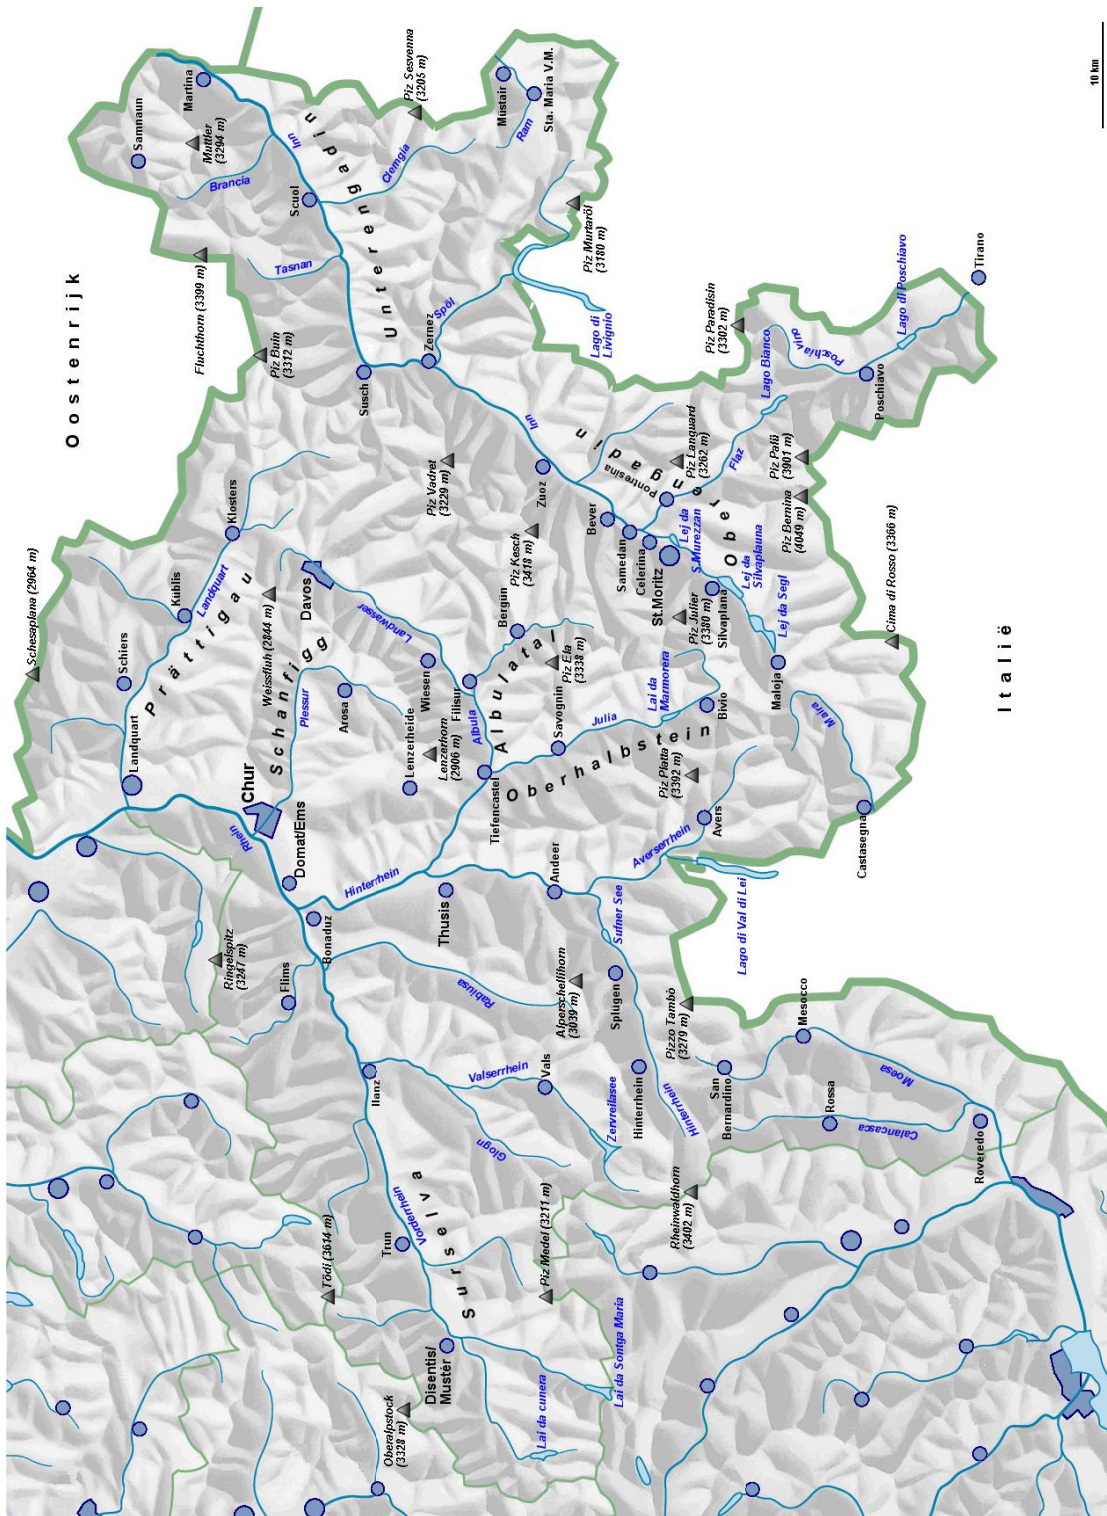 Schesaplana (2964 m)
Oostenrijk
Landquart
Schiers
Samnaun
Prättigau
Küblis
Landquart
Martina
Fluchthorn (3399 m)
Muttler
(3294 m)
Brancia
Ringelspitz
(3247 m)
Rhein
Chur
Klosters
Weissfluh (2844 m)
Schanfigg
Piz Buin
(3312 m)
Tasnan
Flims
Domat/Ems
Plessur
Davos
Scuol
Inn
Unterengadin
Tödi (3614 m)
Bonaduz
Arosa
Susch
Ilanz
Hinterrhein
Landwasser
Clemgia
Piz Sesvenna
(3205 m)
Oberalpstock
(3328 m)
Trun
Vorderrhein
Lenzerheide
Wiesen
Zernez
Spöl
Disentis/
Mustér
Surselva
Thusis
Lenzerhorn
(2906 m)
Filisur
Albula
Piz Vadret
(3229 m)
Rabiusa
Tiefencastel
Albulatal
Bergün
Glogn
Valserrhein
Piz Kesch
(3418 m)
Inn
Zuoz
Müstair
Ram
Sta. Maria V.M.
Lai da cunera
Piz Medel (3211 m)
Vals
Alperschellihorn
(3039 m)
Andeer
Oberhalbstein
Savognin
Piz Ela
(3338 m)
Piz Murtaröl
(3180 m)
Lago di
Livignio
Zervreilasee
Splugen
Sufner See
Julia
Bever
Lai da Sontga Maria
Hinterrhein
Samedan
Celerina
Pontresina
Oberengadin
Averserrhein
Lai da
Marmorera
St.Moritz
Rheinwaldhorn
(3402 m)
Hinterrhein
Pizzo Tambò
(3279 m)
Piz Platta
(3392 m)
Piz Julier
(3380 m)
Lej da
S.Murezzan
Piz Languard
(3262 m)
Piz Paradisin
(3302 m)
San
Bernardino
Avers
Bivio
Silvaplana
Flaz
Lago di Val di Lei
Lej da
Silvaplauna
Lago Bianco
Maloja
Lej da Segl
Piz Bernina
(4049 m)
Piz Palü
(3901 m)
Poschiavino
Mesocco
Rossa
Maira
Castasegna
Poschiavo
Cima di Rosso (3366 m)
Calancasca
Moesa
Lago di Poschiavo
Roveredo
Tirano
Italië
10 km